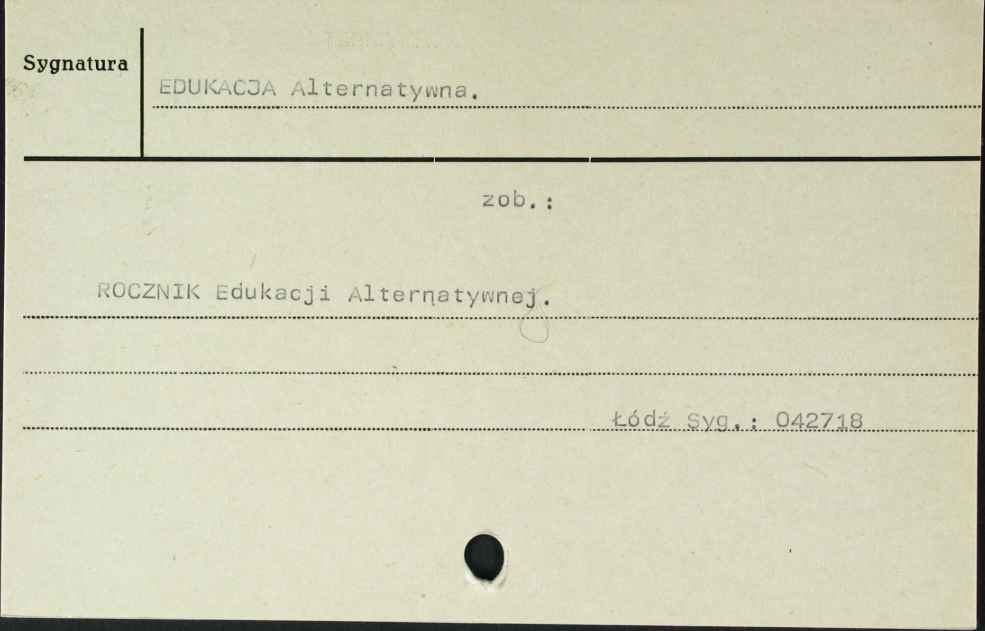 Sygnatura
EDUKACJA Alternatywna.
zob.:
ROCZNIK Edukacji Alternatywnej.
Łódź Syg.: 042718